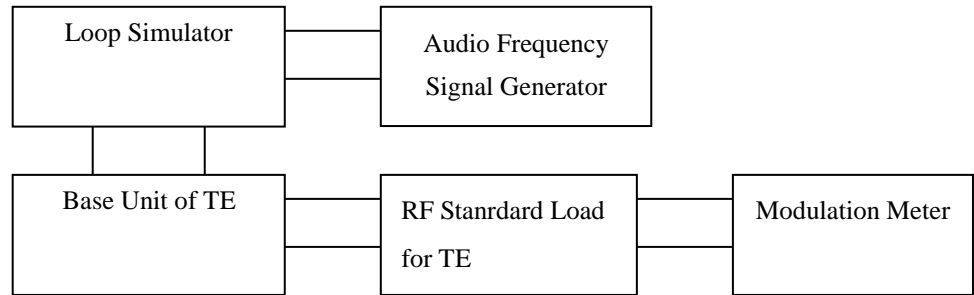 Loop Simulator
Audio Frequency
Signal Generator
Base Unit of TE
RF Stanrdard Load
for TE
Modulation Meter